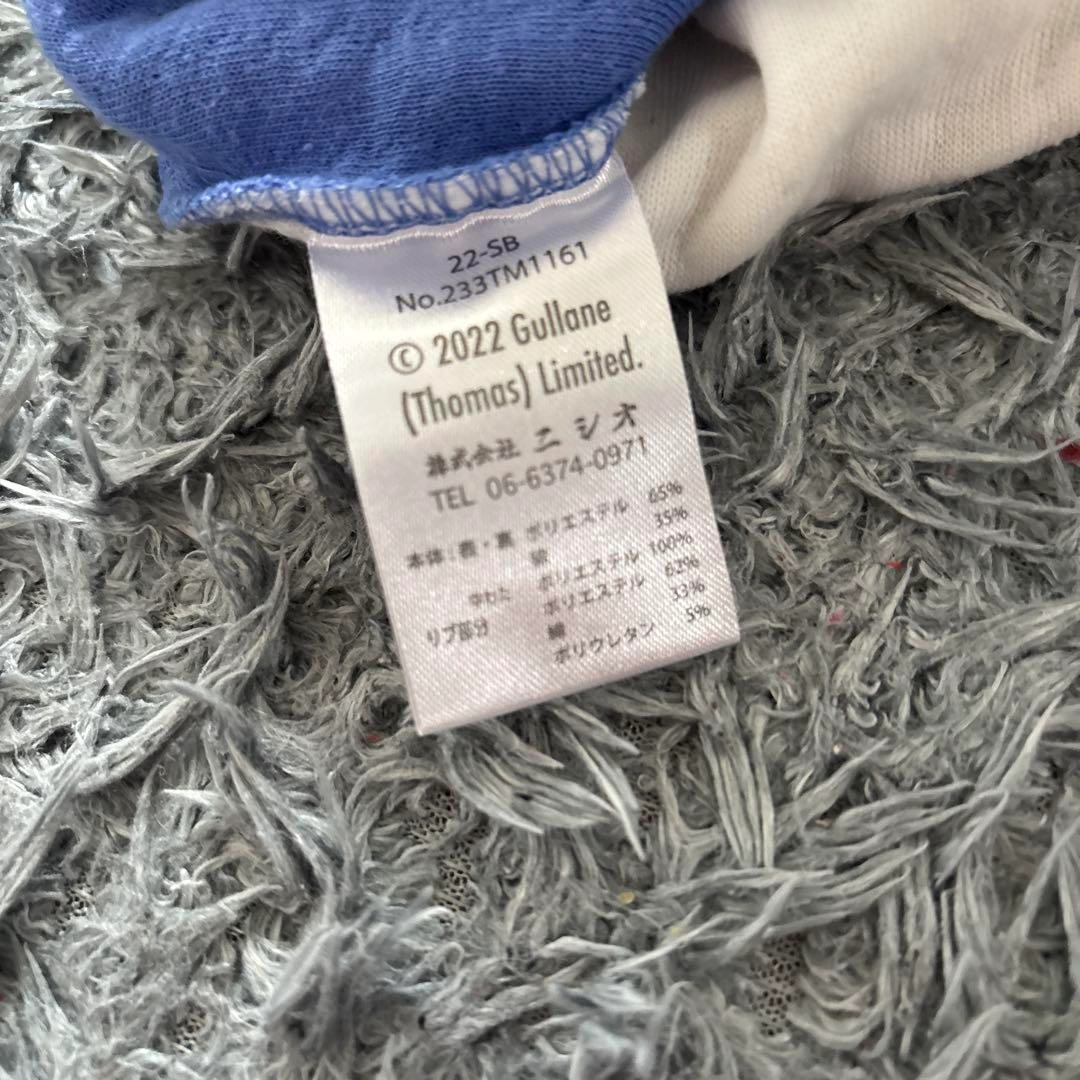 22-SB
No.233TM1161
© 2022 Gullane
(Thomas) Limited.
株式会社 ニシオ
TEL 06-6374-0971
本体:表・裏 ポリエステル 65%
綿 35%
中わた ポリエステル 100%
リブ部分 ポリエステル 62%
綿 33%
ポリウレタン 5%